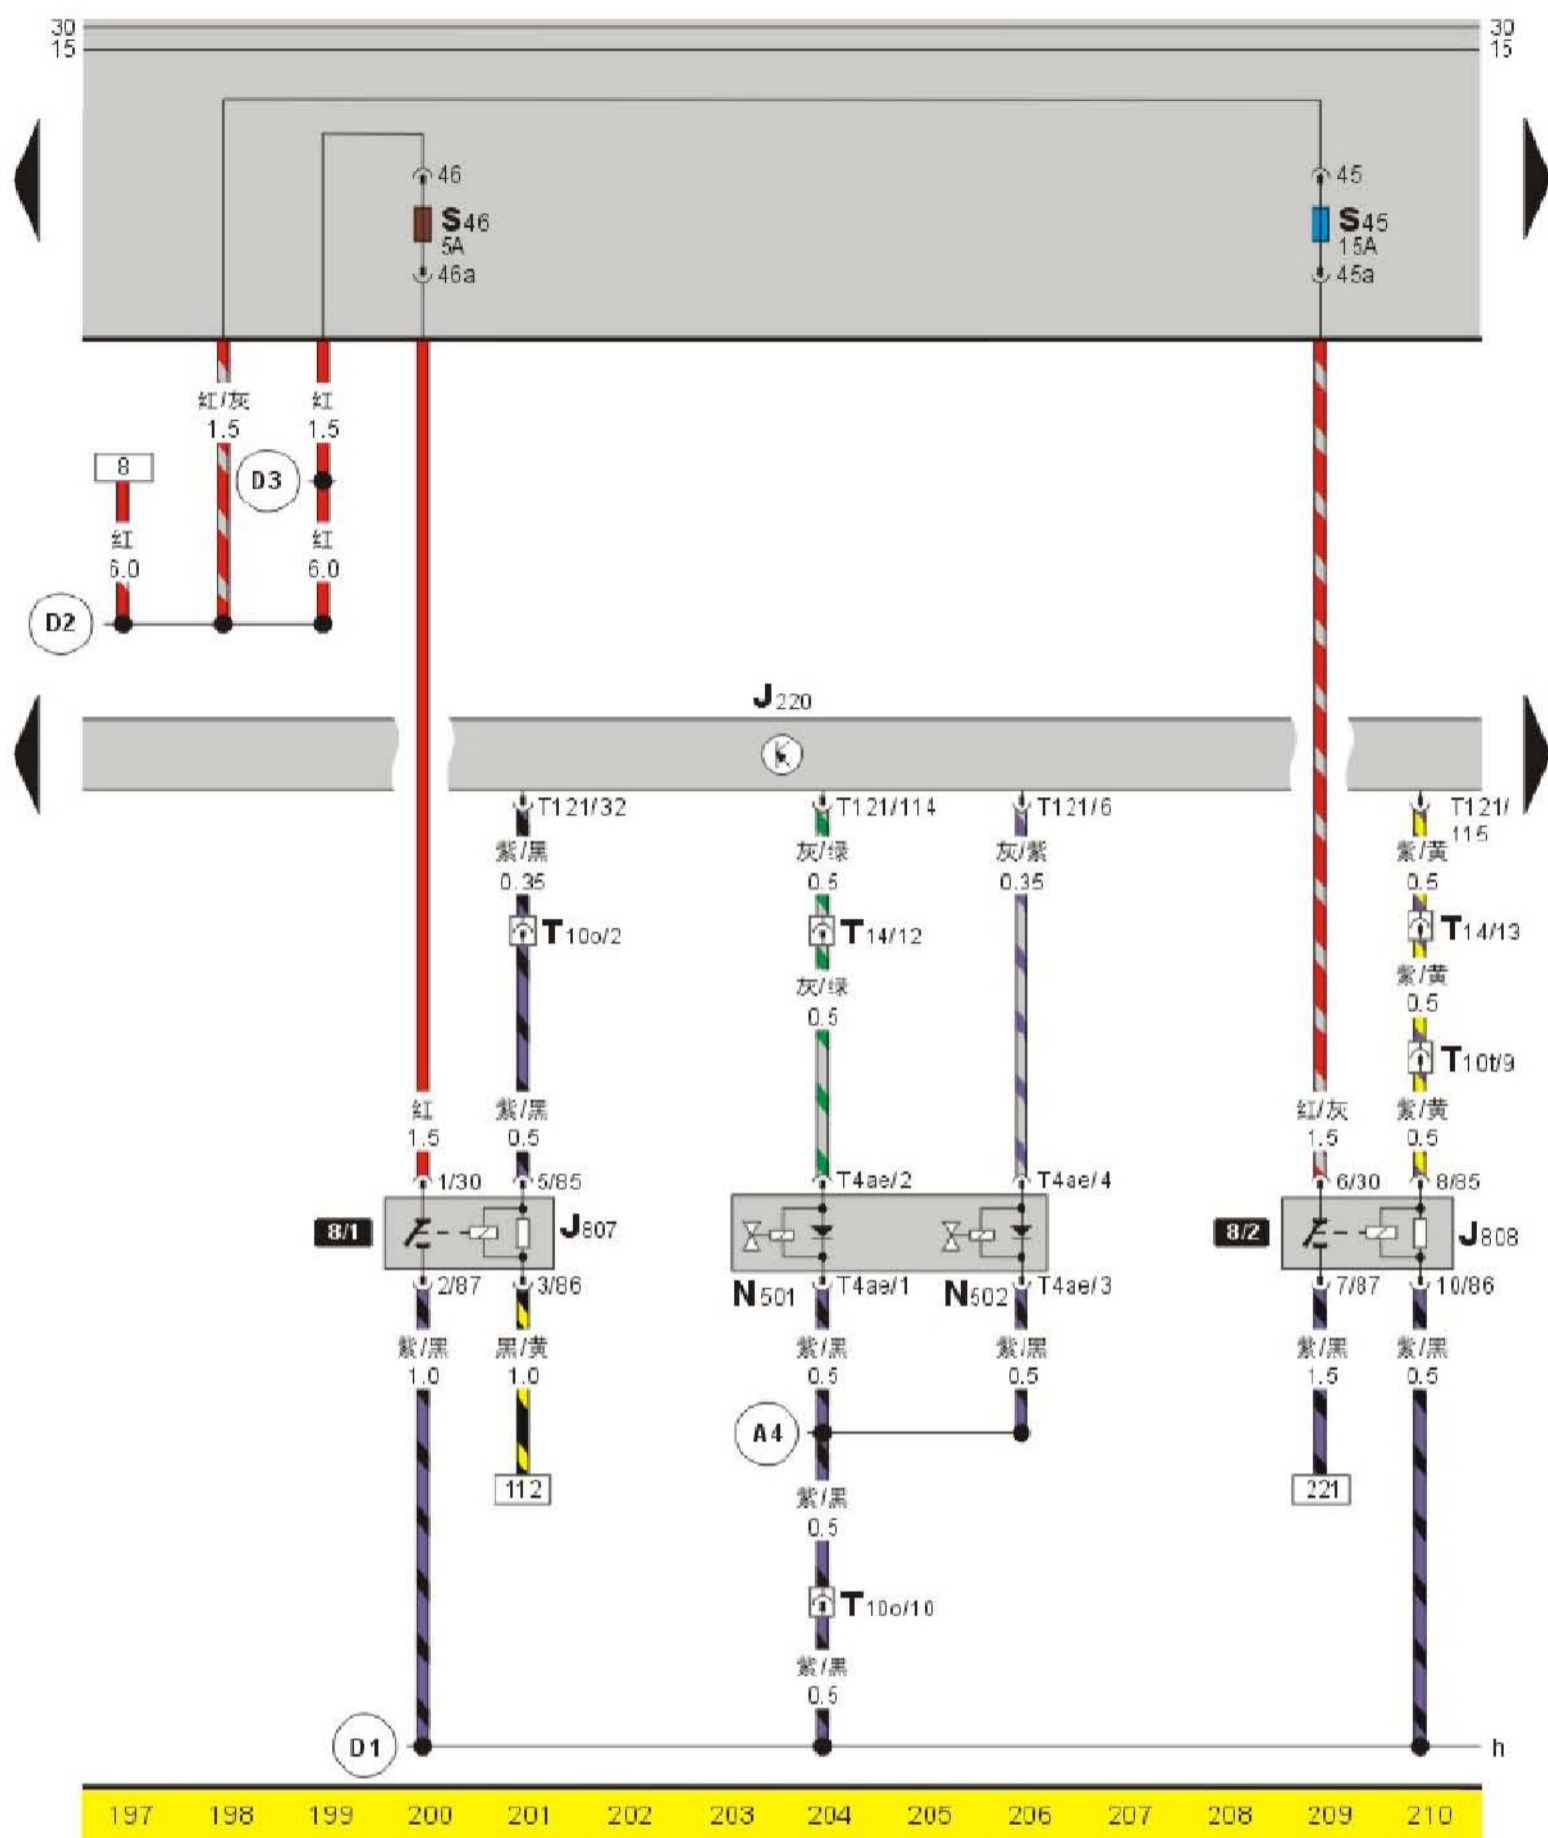 30 30
15 15
46 45
S46 S45
5A 15A
46a 45a
红/灰 红
1.5 1.5
8 D3
红 红
6.0 6.0
D2
J220
K
T121/32 T121/114 T121/6 T121/
115
紫/黑 灰/绿 灰/紫 紫/黄
0.35 0.5 0.35 0.5
T10o/2 T14/12 T14/13
灰/绿 紫/黄
0.5 0.5
T10t/9
红 紫/黑 红/灰 紫/黄
1.5 0.5 1.5 0.5
1/30 5/85 T4ae/2 T4ae/4 6/30 8/85
8/1 J807 8/2 J808
2/87 3/86 N501 T4ae/1 N502 T4ae/3 7/87 10/86
紫/黑 黑/黄 紫/黑 紫/黑 紫/黑 紫/黑
1.0 1.0 0.5 0.5 1.5 0.5
A4
112 221
紫/黑
0.5
T10o/10
紫/黑
0.5
D1 h
197 198 199 200 201 202 203 204 205 206 207 208 209 210